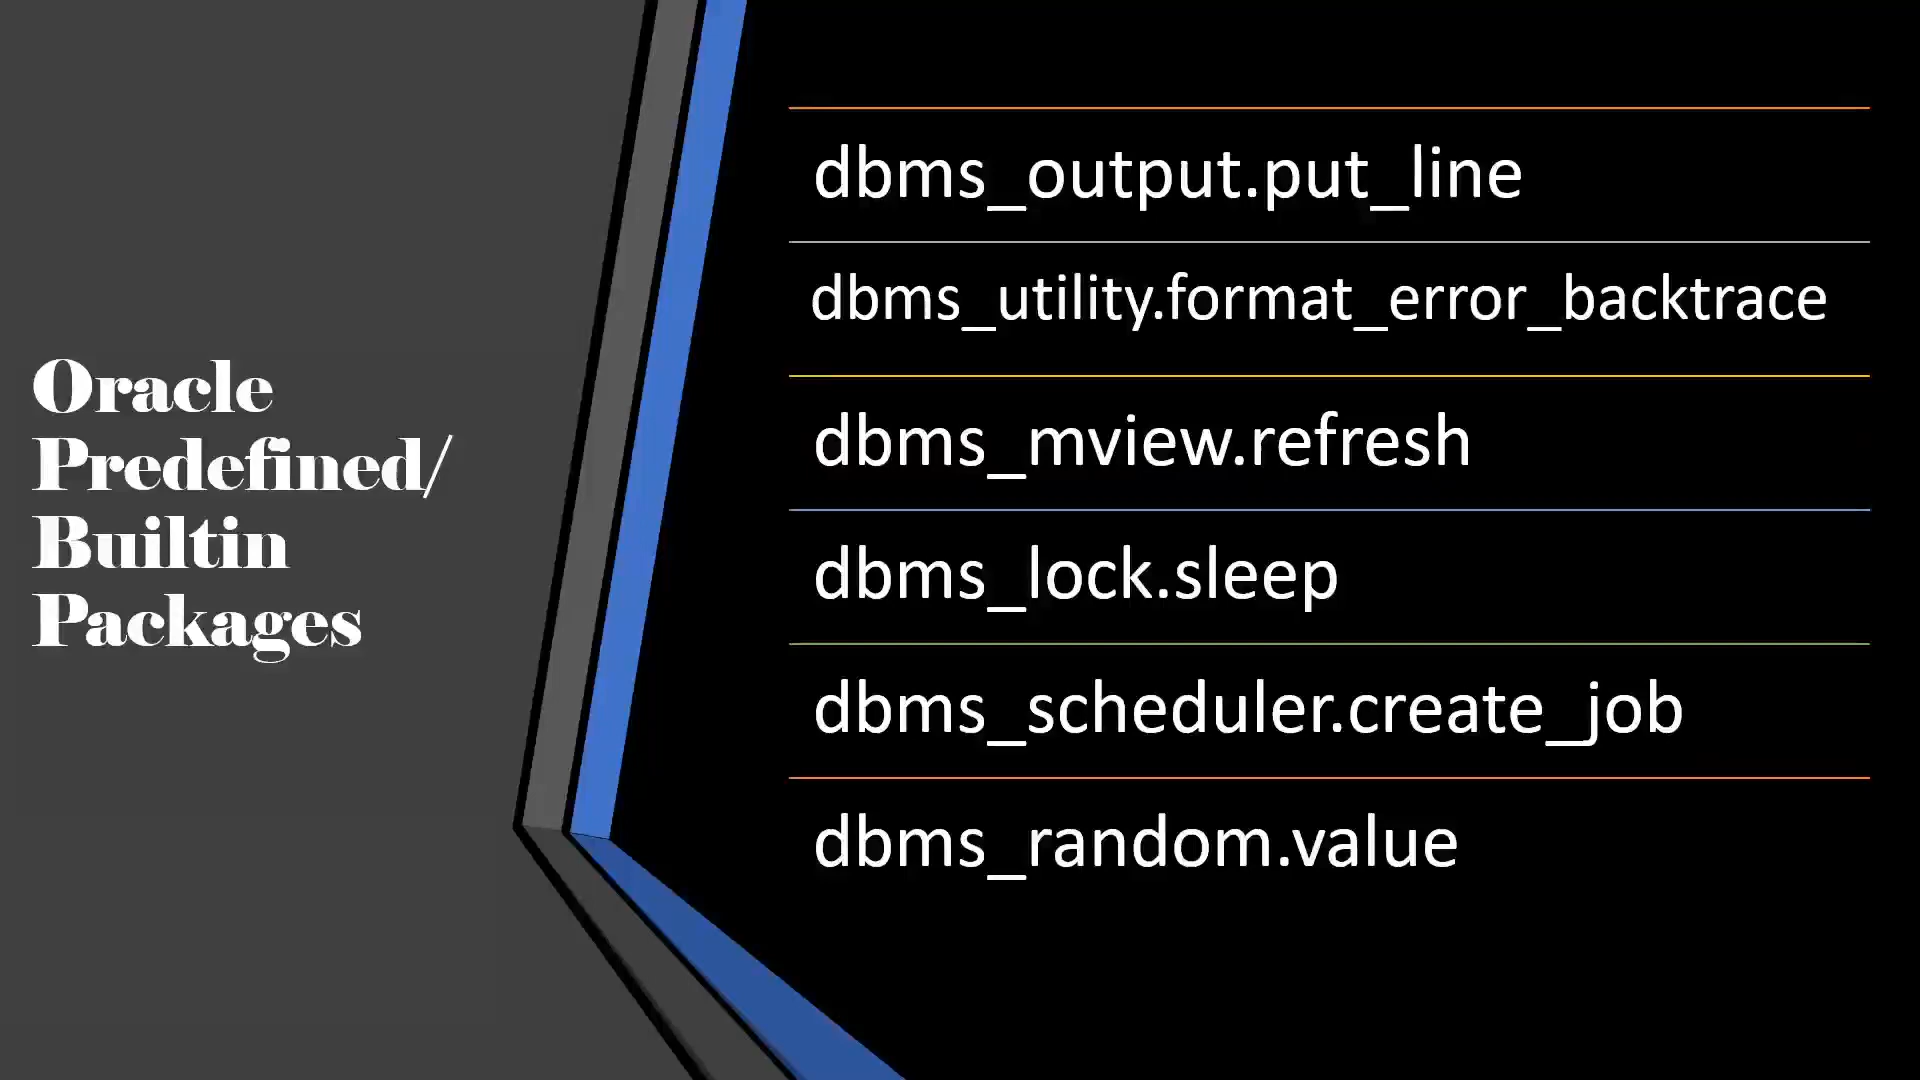 Oracle
Predefined/
Builtin
Packages
dbms_output.put_line
dbms_utility.format_error_backtrace
dbms_mview.refresh
dbms_lock.sleep
dbms_scheduler.create_job
dbms_random.value